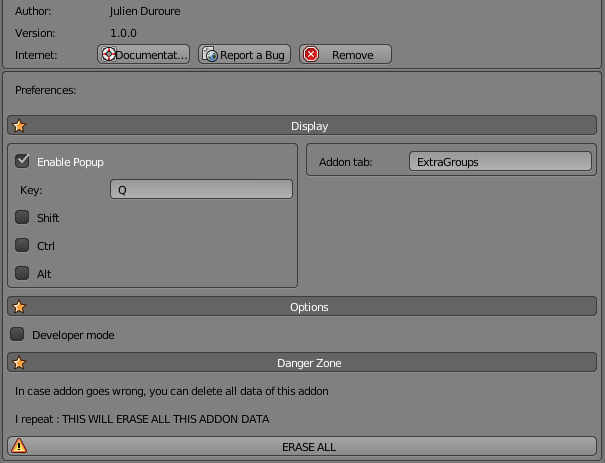 Author: Julien Duroure
Version: 1.0.0
Internet: Documentat... Report a Bug Remove
Preferences:
Display
Enable Popup Addon tab: ExtraGroups
Key: Q
Shift
Ctrl
Alt
Options
Developer mode
Danger Zone
In case addon goes wrong, you can delete all data of this addon
I repeat : THIS WILL ERASE ALL THIS ADDON DATA
ERASE ALL